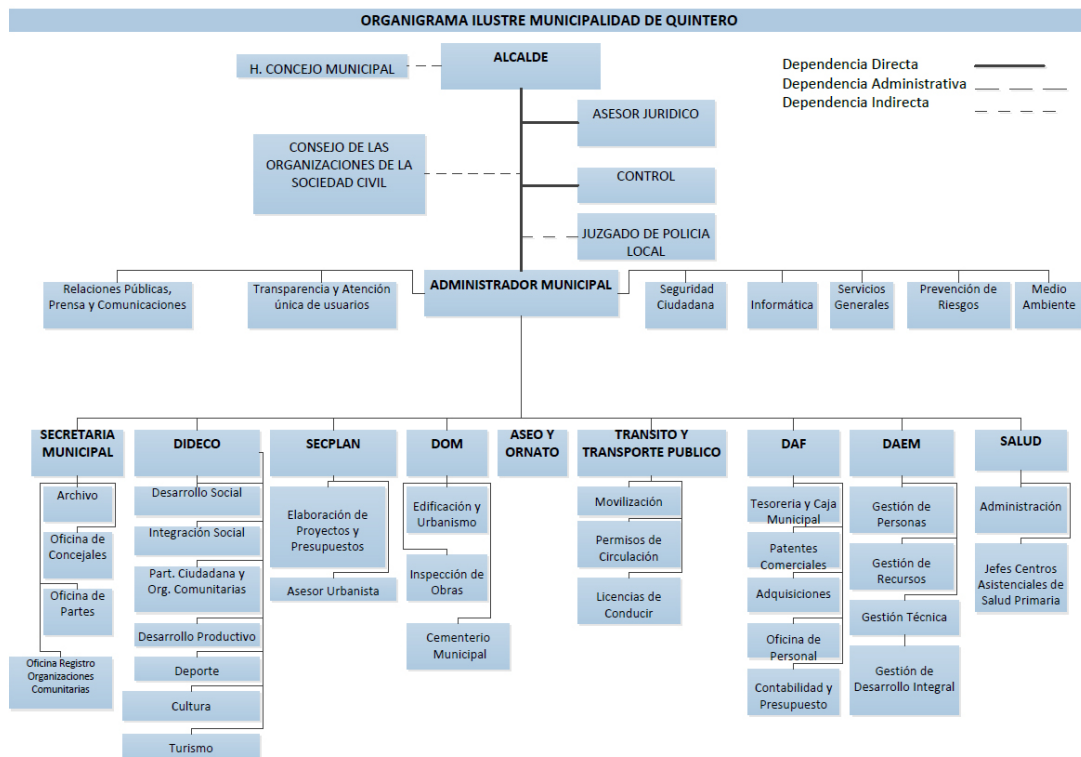 ORGANIGRAMA ILUSTRE MUNICIPALIDAD DE QUINTERO
ALCALDE
H. CONCEJO MUNICIPAL
Dependencia Directa
Dependencia Administrativa
Dependencia Indirecta
ASESOR JURIDICO
CONSEJO DE LAS
ORGANIZACIONES DE LA
SOCIEDAD CIVIL
CONTROL
JUZGADO DE POLICIA
LOCAL
ADMINISTRADOR MUNICIPAL
Relaciones Públicas,
Prensa y Comunicaciones
Transparencia y Atención
única de usuarios
Seguridad
Ciudadana
Informática
Servicios
Generales
Prevención de
Riesgos
Medio
Ambiente
SECRETARIA
MUNICIPAL
Archivo
Oficina de
Concejales
Oficina de
Partes
Oficina Registro
Organizaciones
Comunitarias
DIDECO
Desarrollo Social
Integración Social
Part. Ciudadana y
Org. Comunitarias
Desarrollo Productivo
Deporte
Cultura
Turismo
SECPLAN
Elaboración de
Proyectos y
Presupuestos
Asesor Urbanista
DOM
Edificación y
Urbanismo
Inspección de
Obras
Cementerio
Municipal
ASEO Y
ORNATO
TRANSITO Y
TRANSPORTE PUBLICO
Movilización
Permisos de
Circulación
Licencias de
Conducir
DAF
Tesoreria y Caja
Municipal
Patentes
Comerciales
Adquisiciones
Oficina de
Personal
Contabilidad y
Presupuesto
DAEM
Gestión de
Personas
Gestión de
Recursos
Gestión Técnica
Gestión de
Desarrollo Integral
SALUD
Administración
Jefes Centros
Asistenciales de
Salud Primaria